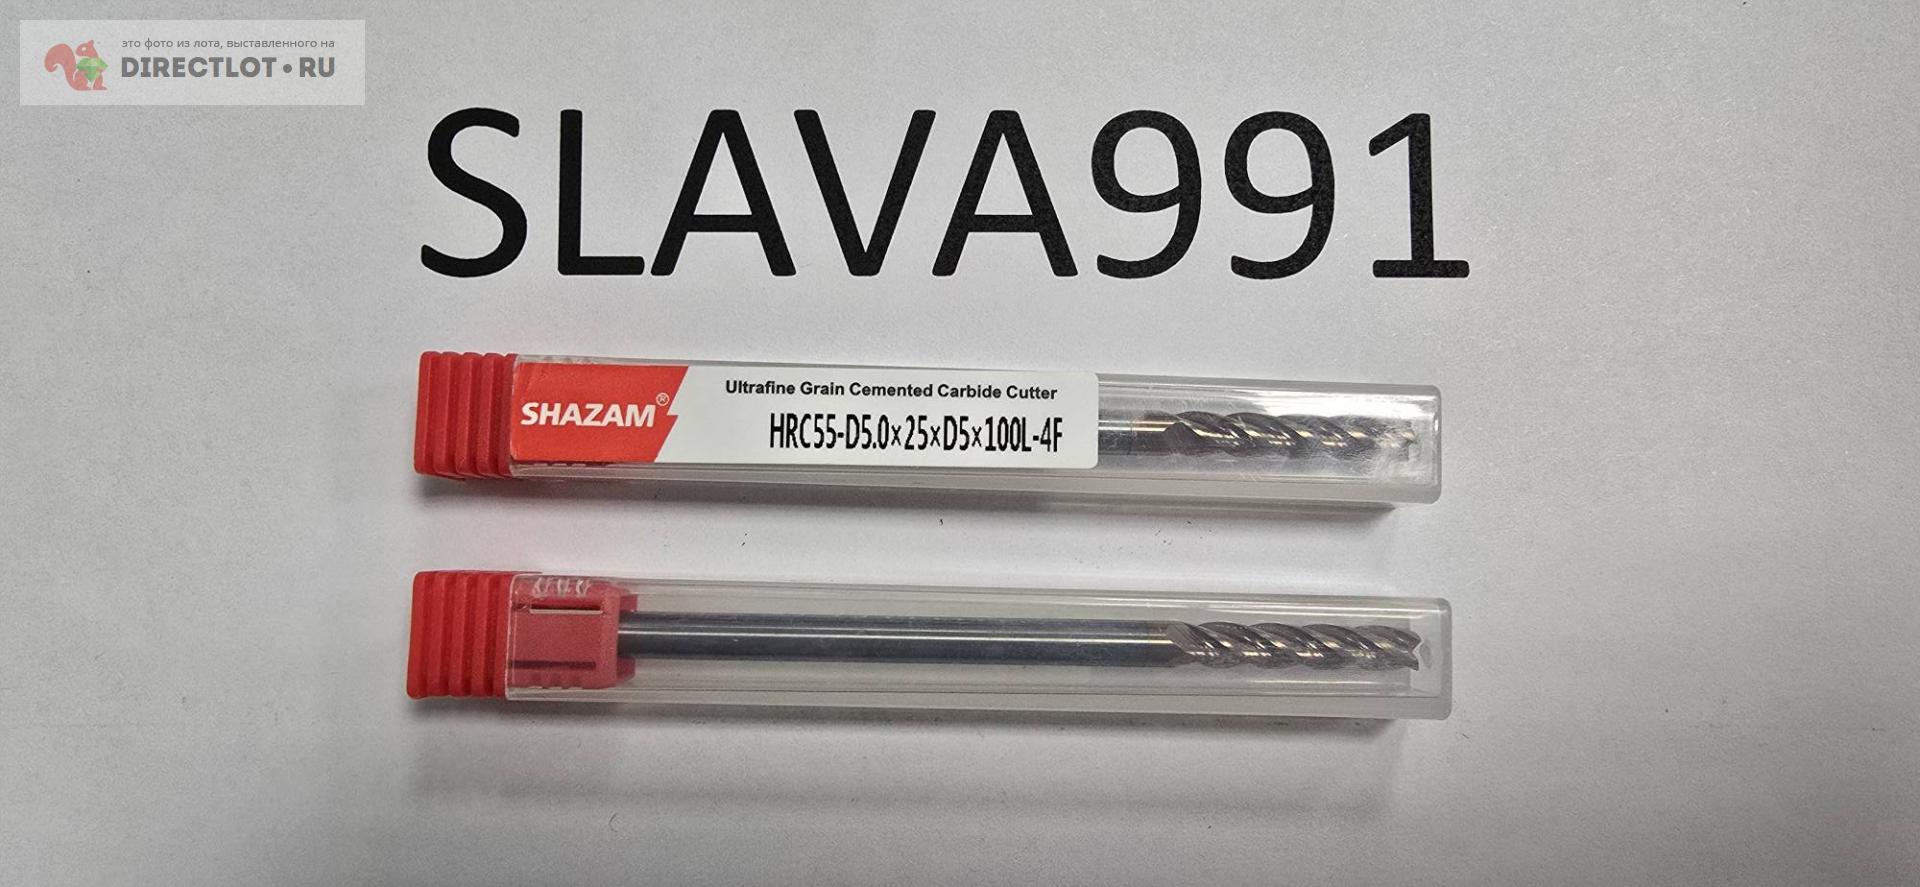 это фото из лота, выставленного на
DIRECTLOT•RU
SLAVA991
SHAZAM®
Ultrafine Grain Cemented Carbide Cutter
HRC55-D5.0×25×D5×100L-4F